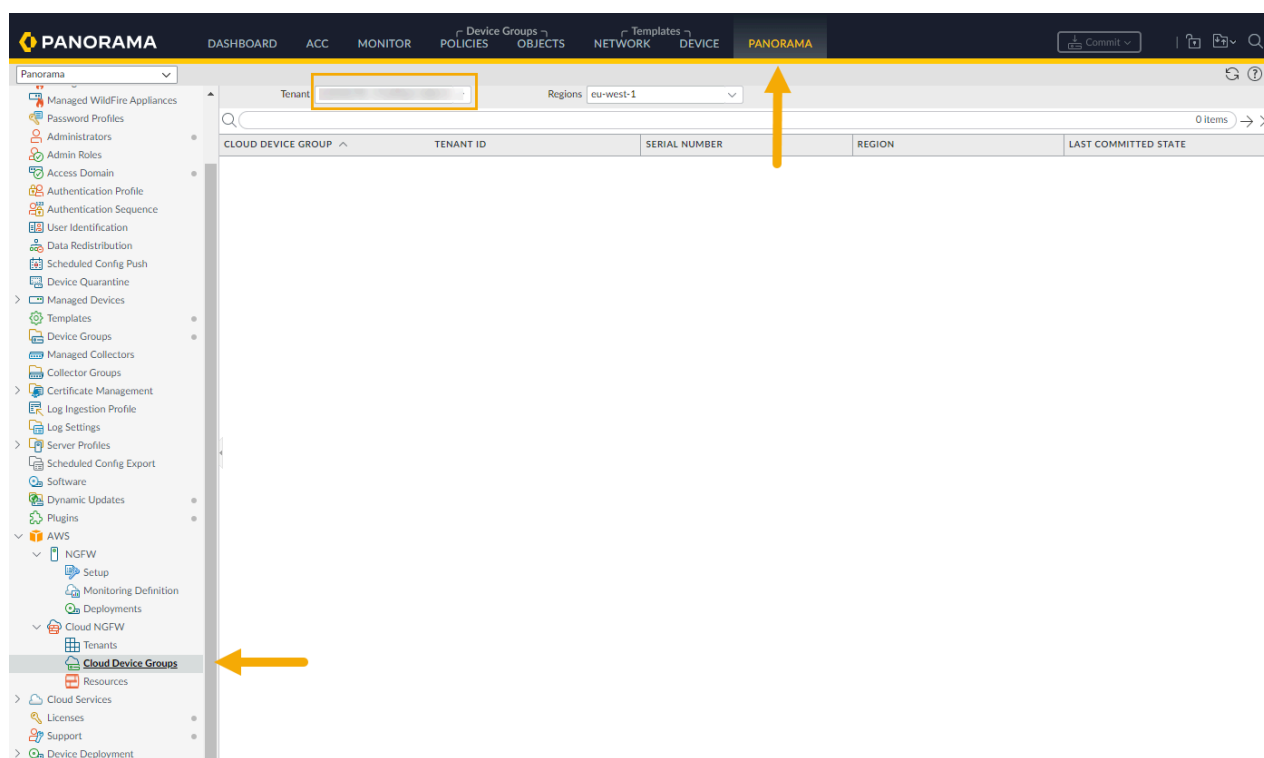 Device Groups
Templates
PANORAMA
DASHBOARD
ACC
MONITOR
POLICIES
OBJECTS
NETWORK
DEVICE
PANORAMA
Commit
Panorama
Tenant
Regions
eu-west-1
0 items
CLOUD DEVICE GROUP
TENANT ID
SERIAL NUMBER
REGION
LAST COMMITTED STATE
Managed WildFire Appliances
Password Profiles
Administrators
Admin Roles
Access Domain
Authentication Profile
Authentication Sequence
User Identification
Data Redistribution
Scheduled Config Push
Device Quarantine
Managed Devices
Templates
Device Groups
Managed Collectors
Collector Groups
Certificate Management
Log Ingestion Profile
Log Settings
Server Profiles
Scheduled Config Export
Software
Dynamic Updates
Plugins
AWS
NGFW
Setup
Monitoring Definition
Deployments
Cloud NGFW
Tenants
Cloud Device Groups
Resources
Cloud Services
Licenses
Support
Device Deployment